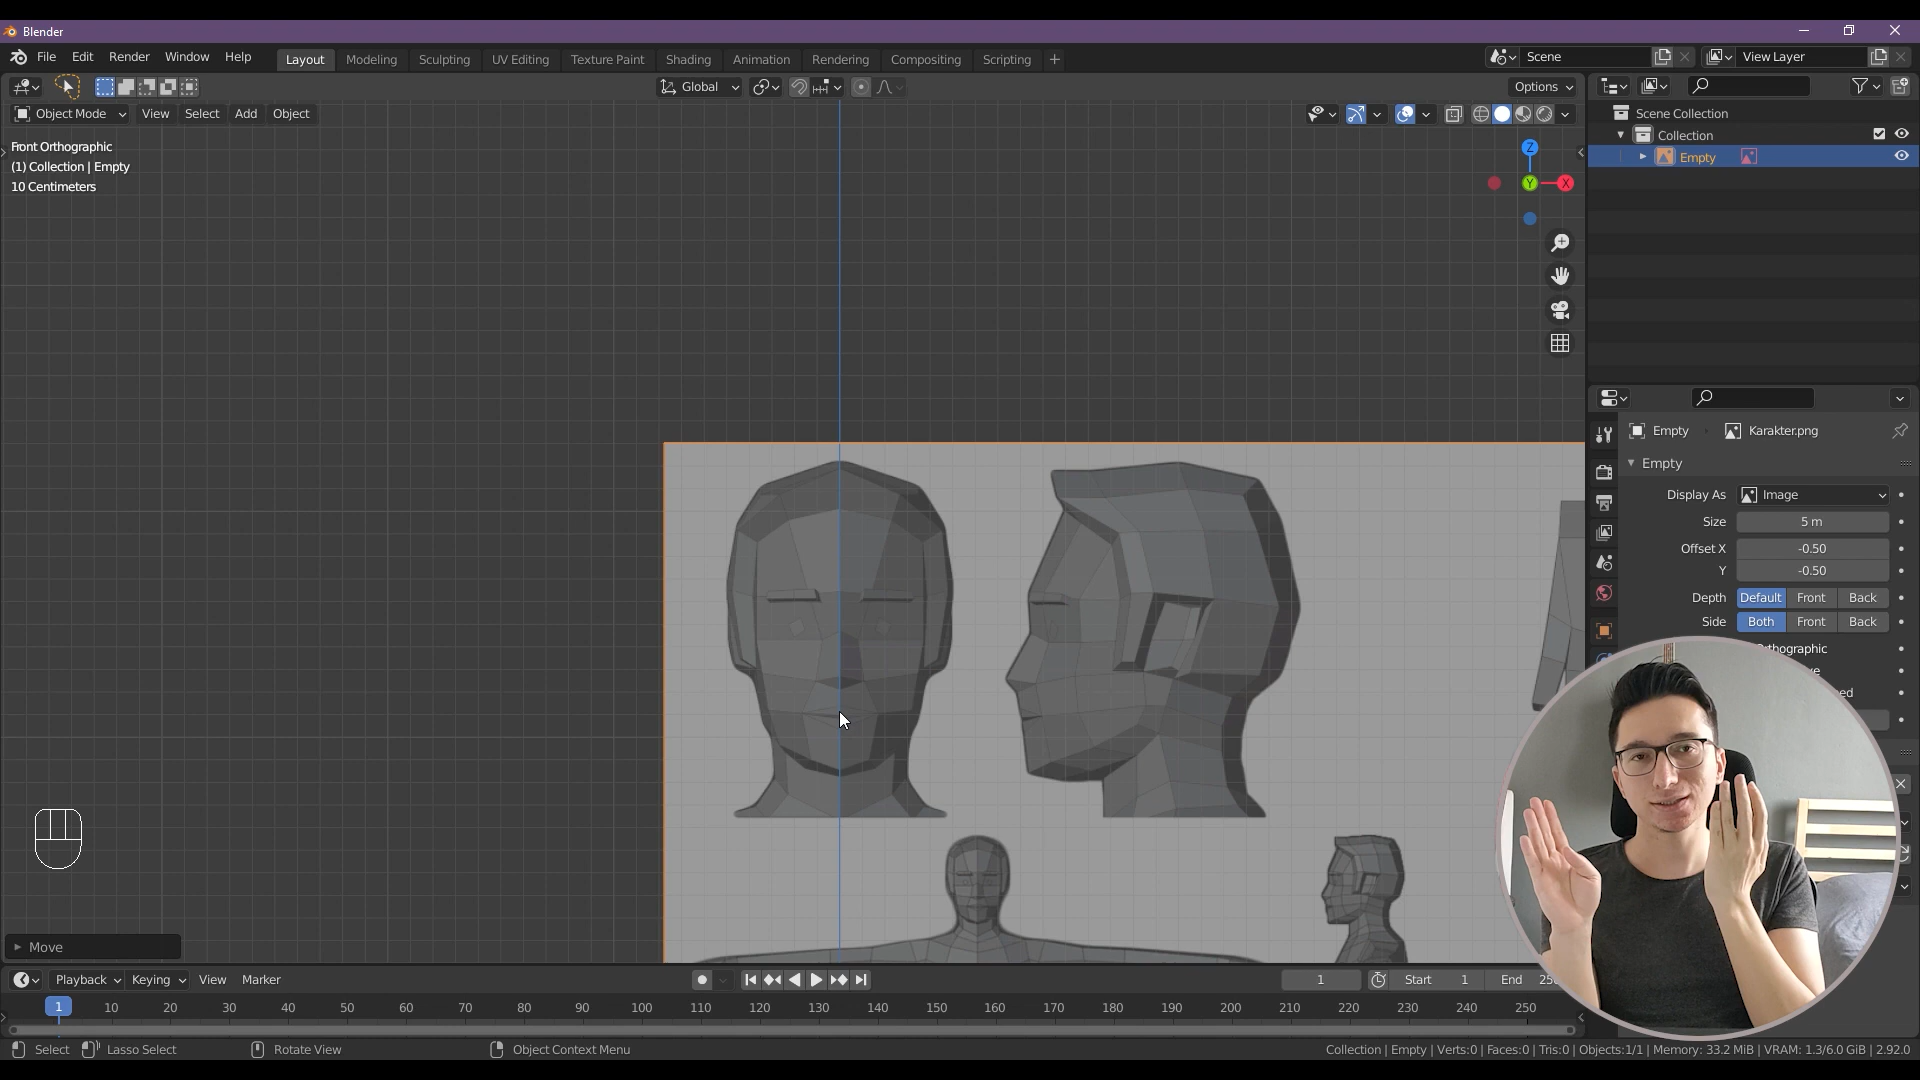 Blender
File Edit Render Window Help Layout Modeling Sculpting UV Editing Texture Paint Shading Animation Rendering Compositing Scripting + Scene View Layer
Global Options
Object Mode View Select Add Object
Front Orthographic
(1) Collection | Empty
10 Centimeters
Z
Y
X
Scene Collection
Collection
Empty
Empty Karakter.png
Empty
Display As Image
Size 5 m
Offset X -0.50
Y -0.50
Depth Default Front Back
Side Both Front Back
Move
Playback Keying View Marker 1 Start 1 End
1 10 20 30 40 50 60 70 80 90 100 110 120 130 140 150 160 170 180 190 200 210 220 230 240 250
Select Lasso Select Rotate View Object Context Menu Collection | Empty | Verts:0 | Faces:0 | Tris:0 | Objects:1/1 | Memory: 33.2 MiB | VRAM: 1.3/6.0 GiB | 2.92.0